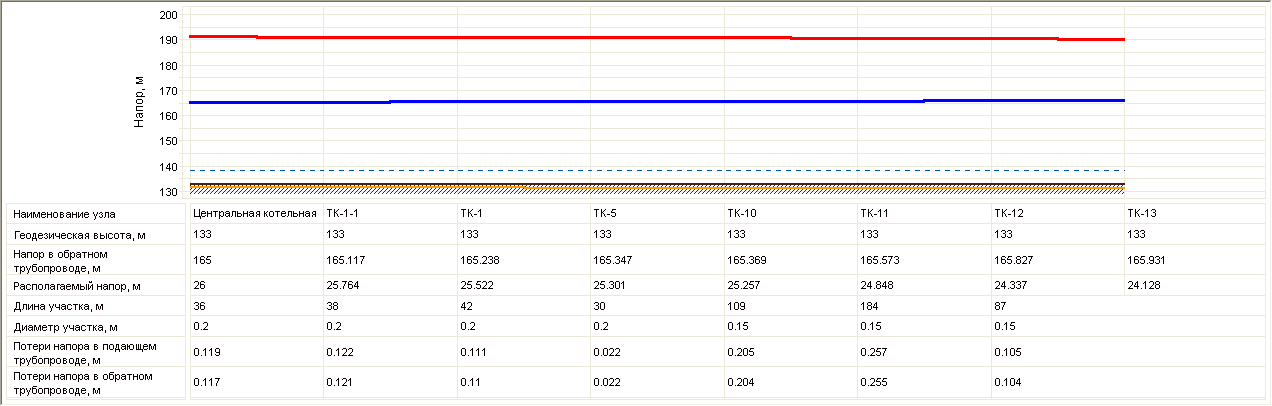 200
190
180
170
160
150
140
130
Напор, м
Наименование узла Центральная котельная ТК-1-1 ТК-1 ТК-5 ТК-10 ТК-11 ТК-12 ТК-13
Геодезическая высота, м 133 133 133 133 133 133 133 133
Напор в обратном
трубопроводе, м 165 165.117 165.238 165.347 165.369 165.573 165.827 165.931
Располагаемый напор, м 26 25.764 25.522 25.301 25.257 24.848 24.337 24.128
Длина участка, м 36 38 42 30 109 184 87
Диаметр участка, м 0.2 0.2 0.2 0.2 0.15 0.15 0.15
Потери напора в подающем
трубопроводе, м 0.119 0.122 0.111 0.022 0.205 0.257 0.105
Потери напора в обратном
трубопроводе, м 0.117 0.121 0.11 0.022 0.204 0.255 0.104